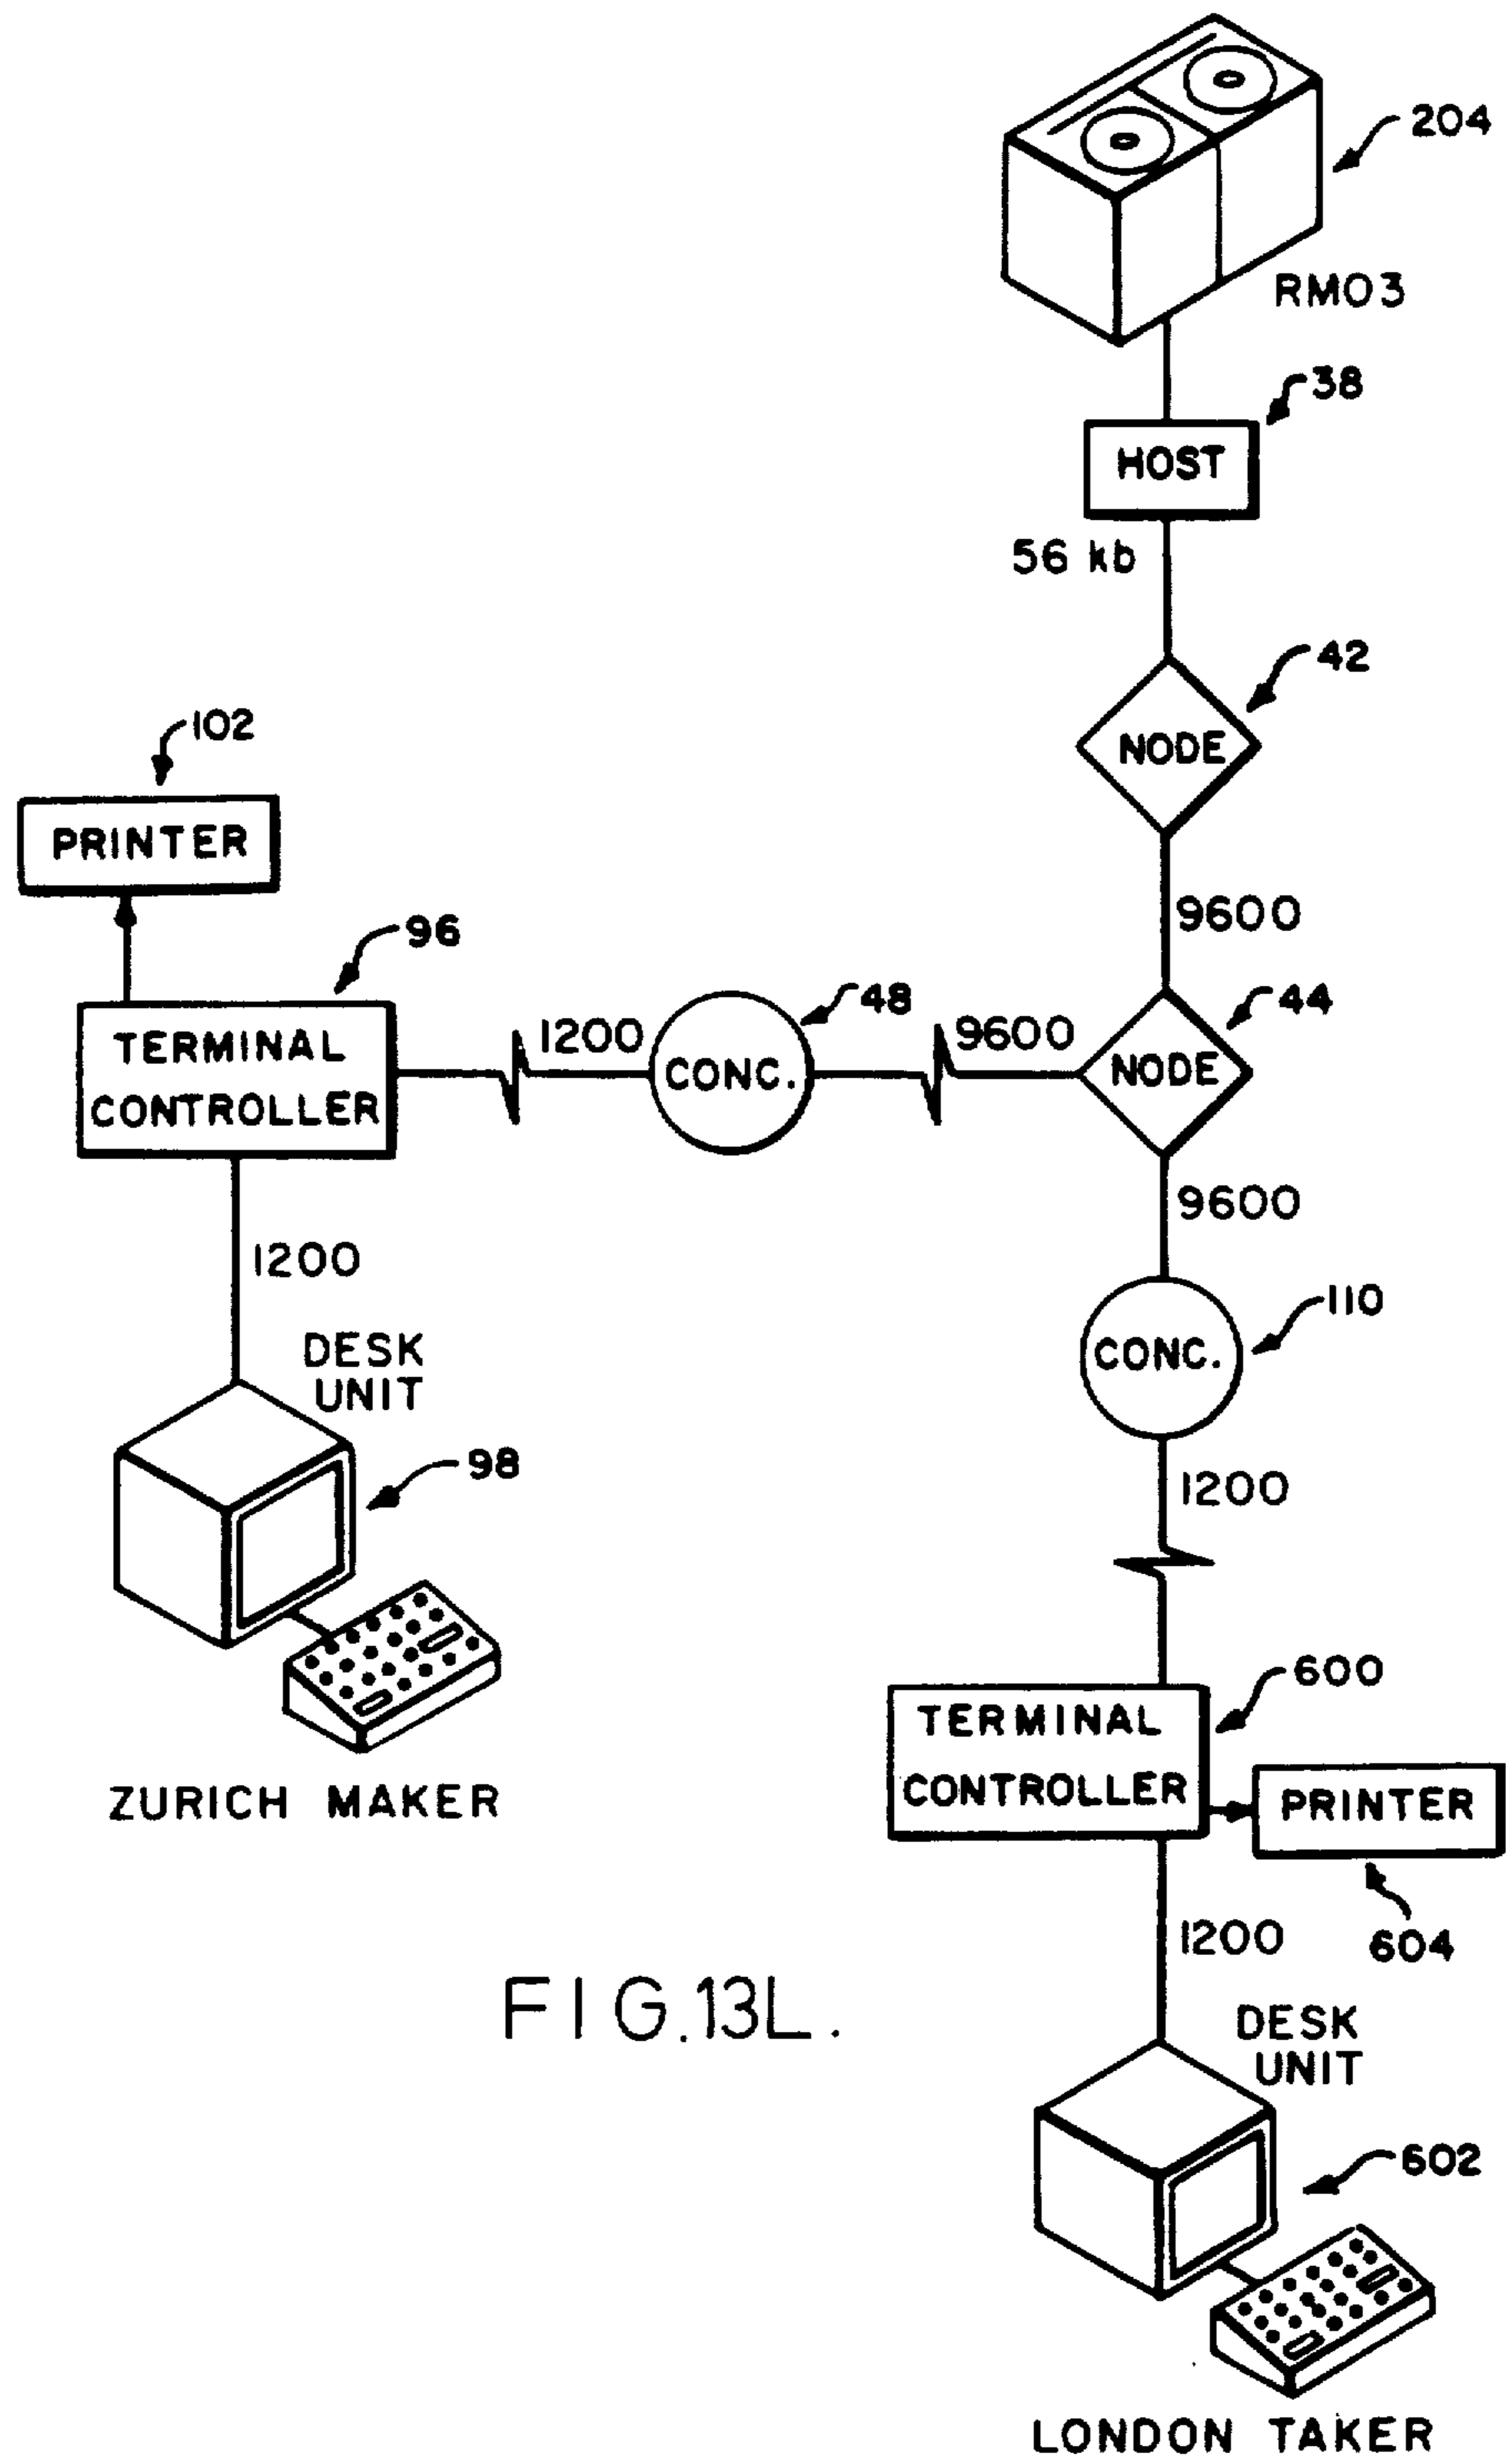 204
RM03
38
HOST
56 kb
42
NODE
102
PRINTER
9600
96
48
44
TERMINAL
CONTROLLER
1200
CONC.
9600
NODE
9600
1200
110
CONC.
DESK
UNIT
98
1200
ZURICH MAKER
600
TERMINAL
CONTROLLER
PRINTER
604
1200
FIG.13L.
DESK
UNIT
602
LONDON TAKER